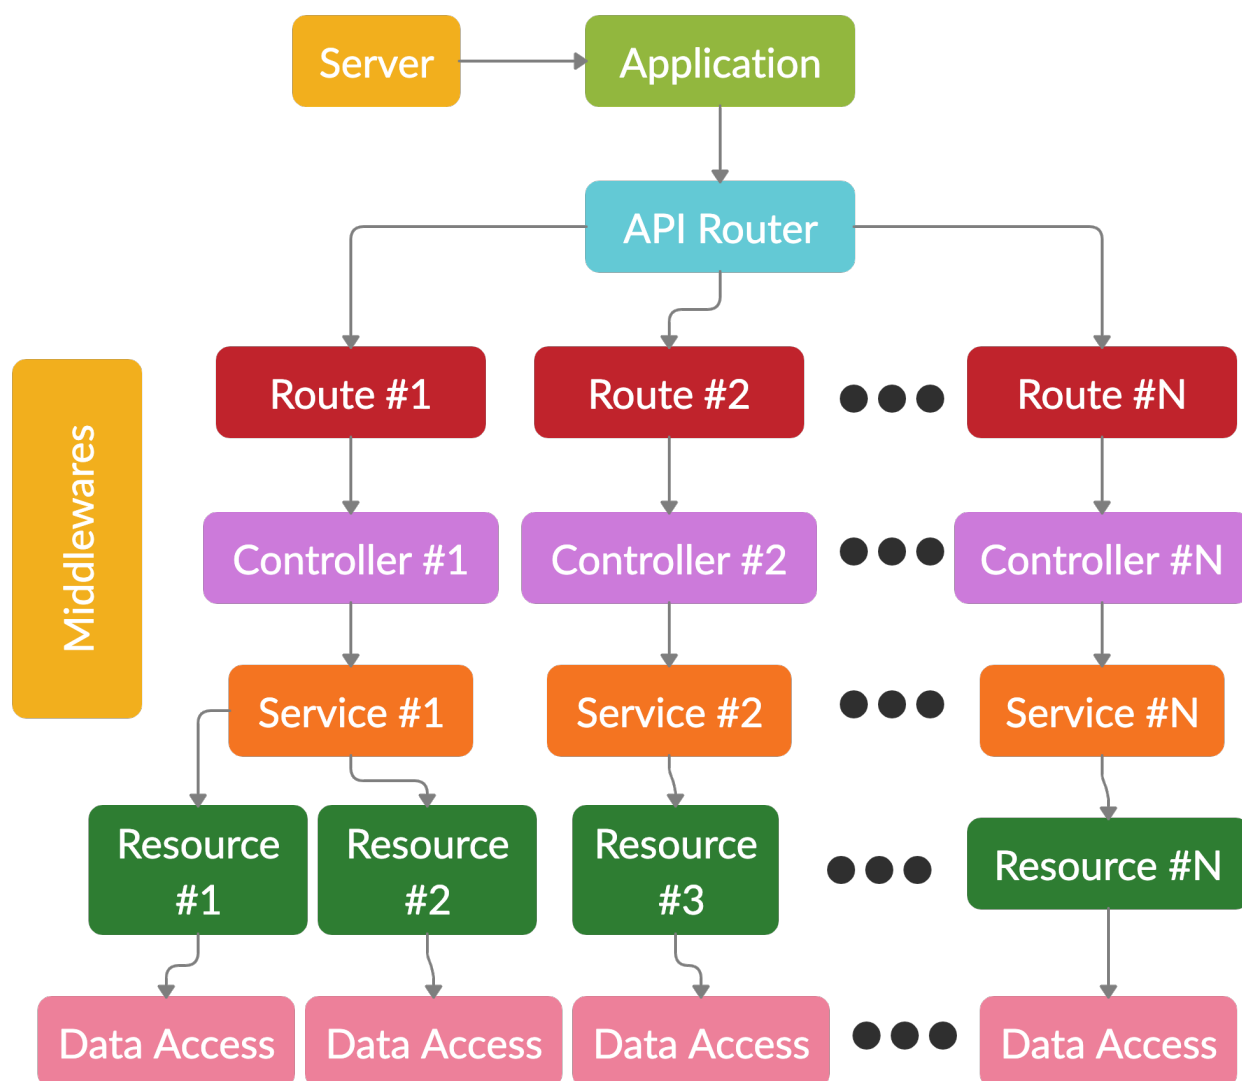 Server
Application
API Router
Route #1
Route #2
Route #N
Middlewares
Controller #1
Controller #2
Controller #N
Service #1
Service #2
Service #N
Resource
#1
Resource
#2
Resource
#3
Resource #N
Data Access
Data Access
Data Access
Data Access